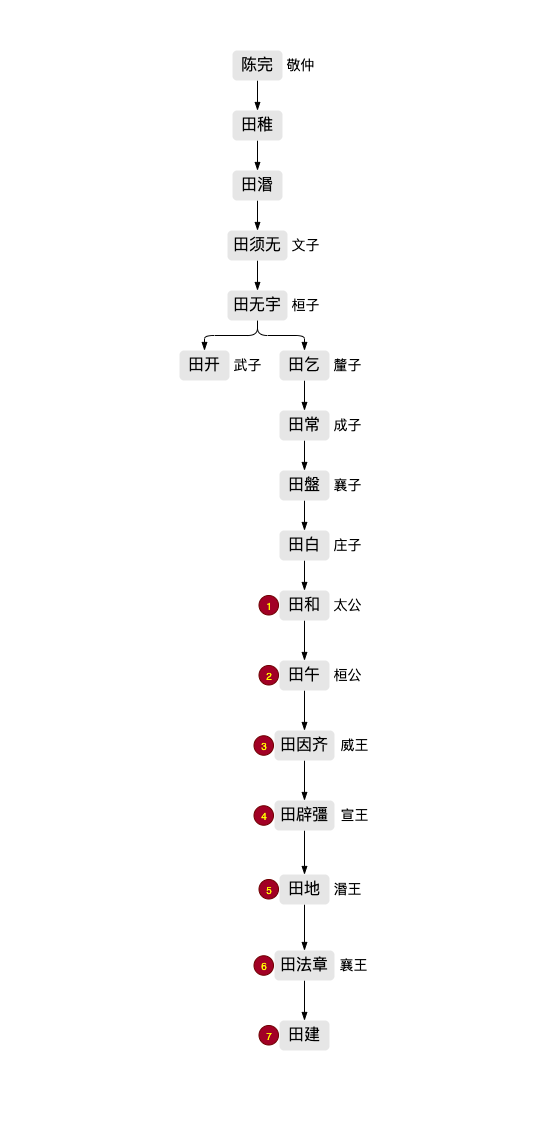 陈完 敬仲
田稚
田湣
田须无 文子
田无宇 桓子
田开 武子 田乞 釐子
田常 成子
田盤 襄子
田白 庄子
1 田和 太公
2 田午 桓公
3 田因齐 威王
4 田辟彊 宣王
5 田地 湣王
6 田法章 襄王
7 田建